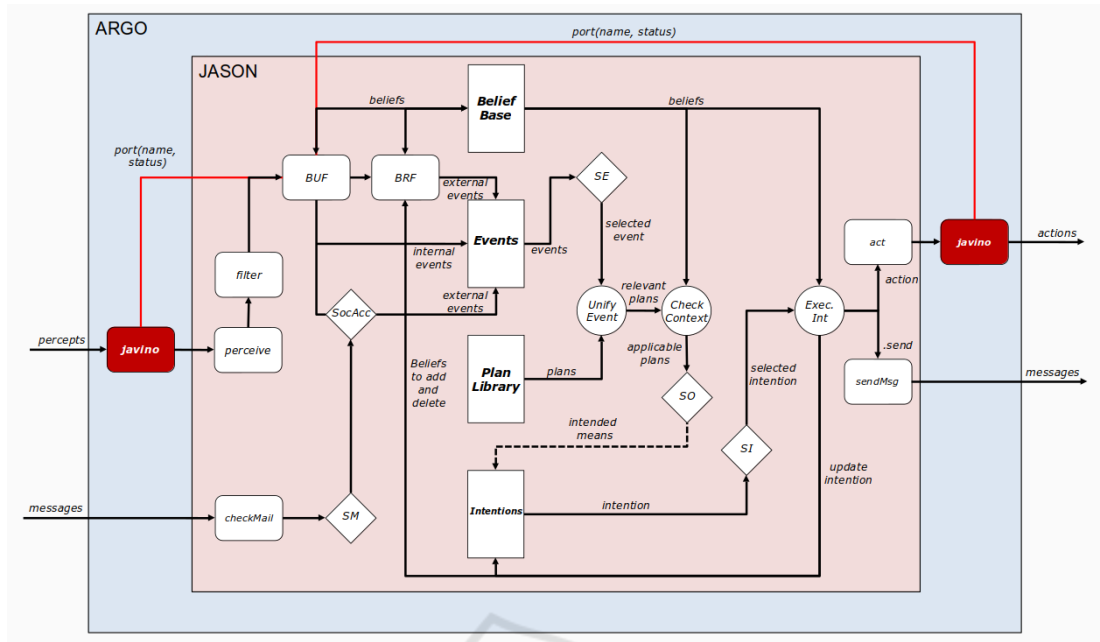 ARGO
port(name, status)
JASON
beliefs
Belief
Base
beliefs
port(name,
status)
BUF
BRF
SE
external
events
selected
event
Events
events
internal
events
act
Javino
actions
filter
relevant
plans
action
external
events
SocAcc
Unify
Event
Check
Context
Exec.
Int
percepts
Javino
perceive
applicable
plans
.send
Beliefs
to add
and
delete
Plan
Library
plans
selected
intention
sendMsg
messages
SO
intended
means
SI
update
intention
messages
checkMail
SM
Intentions
intention